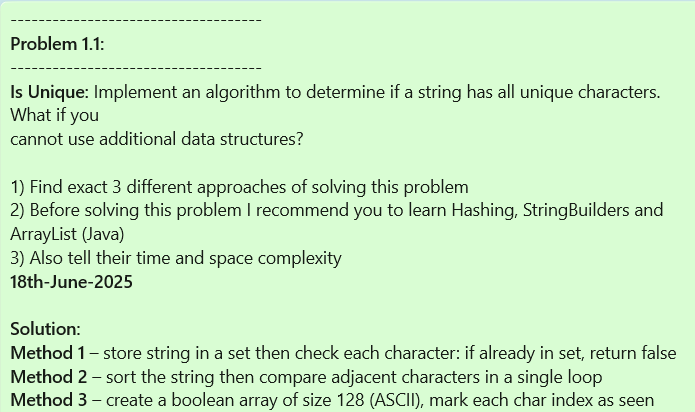 ------------------------------------
Problem 1.1:
------------------------------------
Is Unique: Implement an algorithm to determine if a string has all unique characters.
What if you
cannot use additional data structures?
1) Find exact 3 different approaches of solving this problem
2) Before solving this problem I recommend you to learn Hashing, StringBuilders and
ArrayList (Java)
3) Also tell their time and space complexity
18th-June-2025
Solution:
Method 1 – store string in a set then check each character: if already in set, return false
Method 2 – sort the string then compare adjacent characters in a single loop
Method 3 – create a boolean array of size 128 (ASCII), mark each char index as seen